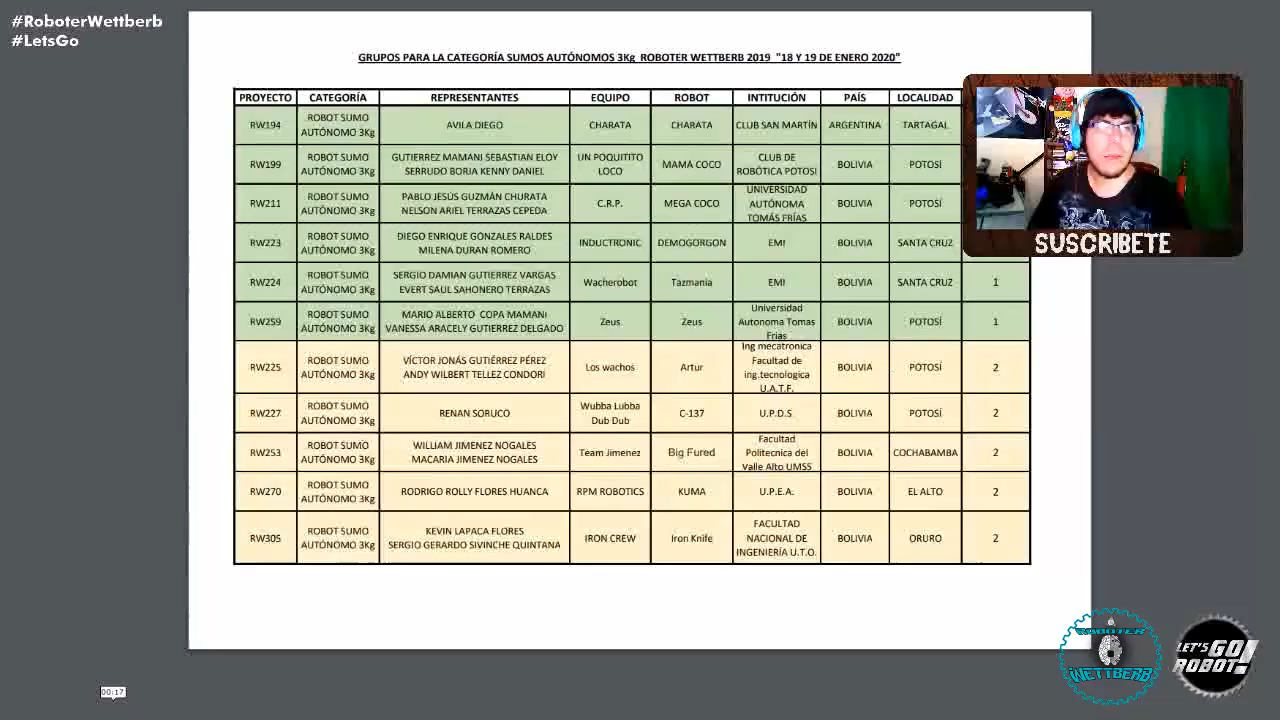 #RoboterWettberb
#LetsGo
GRUPOS PARA LA CATEGORÍA SUMOS AUTÓNOMOS 3Kg ROBOTER WETTBERB 2019 "18 Y 19 DE ENERO 2020"
PROYECTO CATEGORÍA REPRESENTANTES EQUIPO ROBOT INTITUCIÓN PAÍS LOCALIDAD
RW194 ROBOT SUMO AUTÓNOMO 3Kg AVILA DIEGO CHARATA CHARATA CLUB SAN MARTÍN ARGENTINA TARTAGAL
RW199 ROBOT SUMO AUTÓNOMO 3Kg GUTIERREZ MAMANI SEBASTIAN ELOY SERRUDO BORJA KENNY DANIEL UN POQUITITO LOCO MAMA COCO CLUB DE ROBÓTICA POTOSI BOLIVIA POTOSÍ
RW211 ROBOT SUMO AUTÓNOMO 3Kg PABLO JESÚS GUZMÁN CHURATA NELSON ARIEL TERRAZAS CEPEDA C.R.P. MEGA COCO UNIVERSIDAD AUTÓNOMA TOMÁS FRÍAS BOLIVIA POTOSÍ
RW223 ROBOT SUMO AUTÓNOMO 3Kg DIEGO ENRIQUE GONZALES RALDES MILENA DURAN ROMERO INDUCTRONIC DEMOGORGON EMI BOLIVIA SANTA CRUZ
RW224 ROBOT SUMO AUTÓNOMO 3Kg SERGIO DAMIAN GUTIERREZ VARGAS EVERT SAUL SAHONERO TERRAZAS Wacherobot Tazmania EMI BOLIVIA SANTA CRUZ 1
RW259 ROBOT SUMO AUTÓNOMO 3Kg MARIO ALBERTO COPA MAMANI VANESSA ARACELY GUTIERREZ DELGADO Zeus Zeus Universidad Autonoma Tomas Frias BOLIVIA POTOSÍ 1
RW225 ROBOT SUMO AUTÓNOMO 3Kg VÍCTOR JONÁS GUTIÉRREZ PÉREZ ANDY WILBERT TELLEZ CONDORI Los wachos Artur Ing mecatronica Facultad de ing.tecnologica U.A.T.F. BOLIVIA POTOSÍ 2
RW227 ROBOT SUMO AUTÓNOMO 3Kg RENAN SORUCO Wubba Lubba Dub Dub C-137 U.P.D.S. BOLIVIA POTOSÍ 2
RW253 ROBOT SUMO AUTÓNOMO 3Kg WILLIAM JIMENEZ NOGALES MACARIA JIMENEZ NOGALES Team Jimenez Big Fured Facultad Politecnica del Valle Alto UMSS BOLIVIA COCHABAMBA 2
RW270 ROBOT SUMO AUTÓNOMO 3Kg RODRIGO ROLLY FLORES HUANCA RPM ROBOTICS KUMA U.P.E.A. BOLIVIA EL ALTO 2
RW305 ROBOT SUMO AUTÓNOMO 3Kg KEVIN LAPACA FLORES SERGIO GERARDO SIVINCHE QUINTANA IRON CREW Iron Knife FACULTAD NACIONAL DE INGENIERÍA U.T.O. BOLIVIA ORURO 2
SUSCRIBETE
ROBOTER
WETTBERB
LET'S GO
ROBOT!
00:17